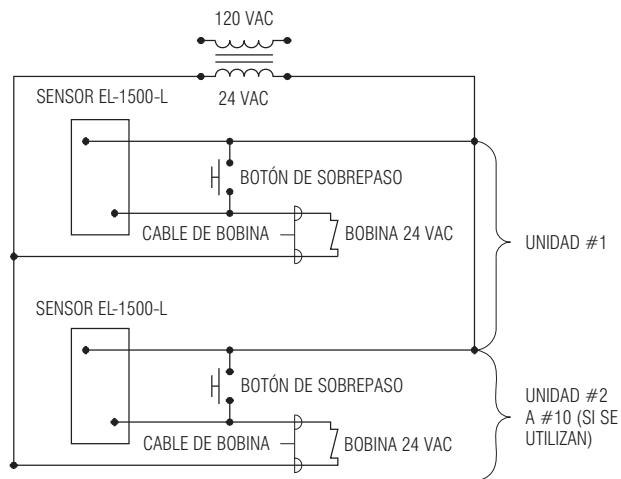 120 VAC
24 VAC
SENSOR EL-1500-L
BOTÓN DE SOBREPASO
CABLE DE BOBINA
BOBINA 24 VAC
UNIDAD #1
SENSOR EL-1500-L
BOTÓN DE SOBREPASO
CABLE DE BOBINA
BOBINA 24 VAC
UNIDAD #2
A #10 (SI SE
UTILIZAN)